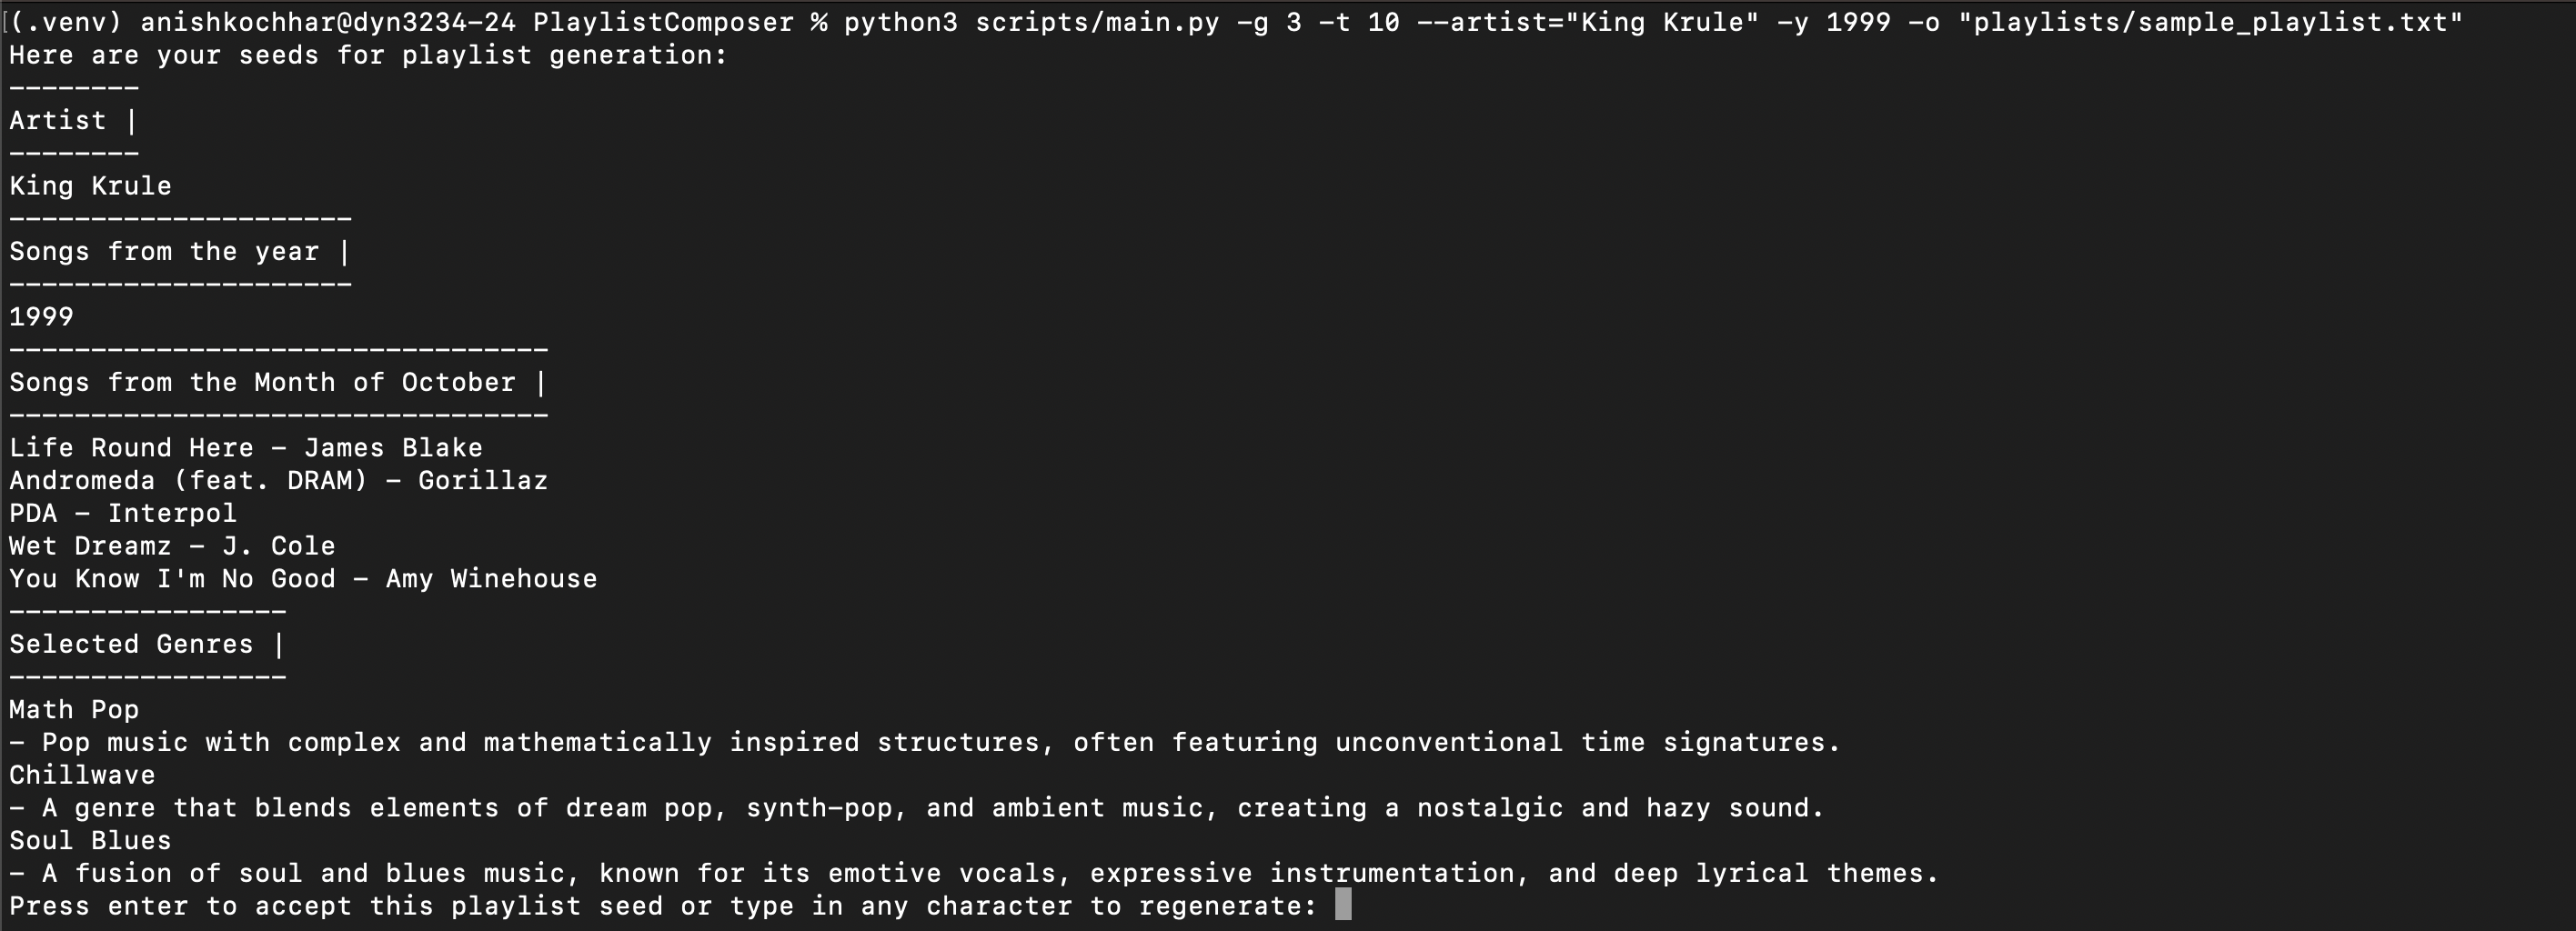 (.venv) anishkochhar@dyn3234-24 PlaylistComposer % python3 scripts/main.py -g 3 -t 10 --artist="King Krule" -y 1999 -o "playlists/sample_playlist.txt"
Here are your seeds for playlist generation:
--------
Artist |
--------
King Krule
---------------------
Songs from the year |
---------------------
1999
---------------------------------
Songs from the Month of October |
---------------------------------
Life Round Here - James Blake
Andromeda (feat. DRAM) - Gorillaz
PDA - Interpol
Wet Dreamz - J. Cole
You Know I'm No Good - Amy Winehouse
-----------------
Selected Genres |
-----------------
Math Pop
- Pop music with complex and mathematically inspired structures, often featuring unconventional time signatures.
Chillwave
- A genre that blends elements of dream pop, synth-pop, and ambient music, creating a nostalgic and hazy sound.
Soul Blues
- A fusion of soul and blues music, known for its emotive vocals, expressive instrumentation, and deep lyrical themes.
Press enter to accept this playlist seed or type in any character to regenerate: